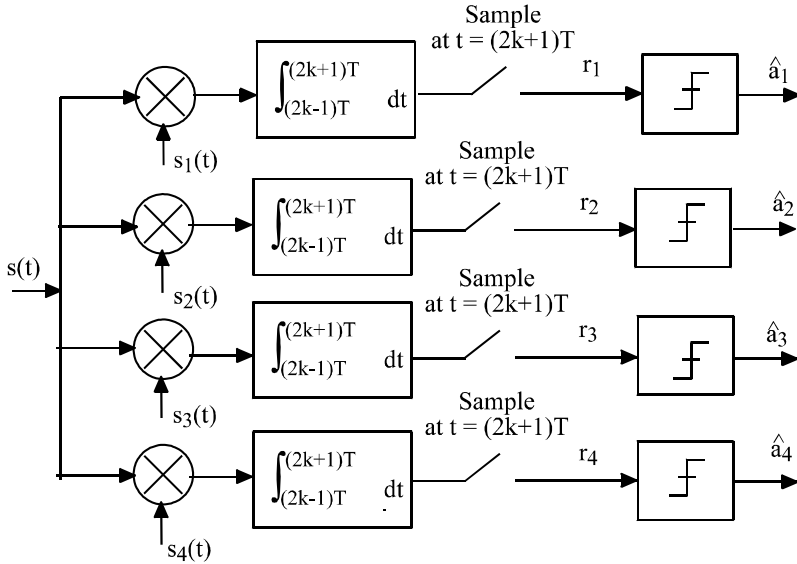 Sample
at t = (2k+1)T
∫(2k+1)T
(2k-1)T dt
r1
â1
s1(t)
Sample
at t = (2k+1)T
∫(2k+1)T
(2k-1)T dt
r2
â2
s(t)
s2(t)
Sample
at t = (2k+1)T
∫(2k+1)T
(2k-1)T dt
r3
â3
s3(t)
Sample
at t = (2k+1)T
∫(2k+1)T
(2k-1)T dt
r4
â4
s4(t)